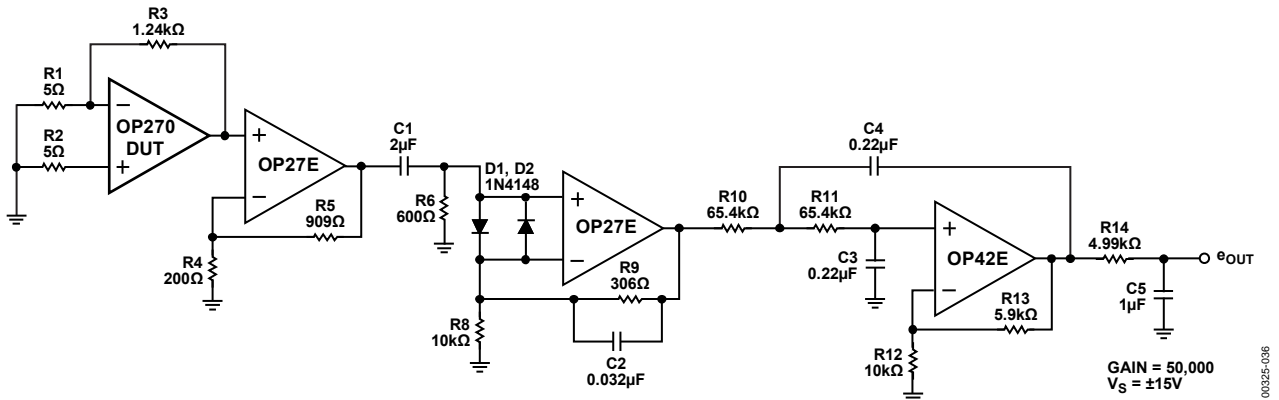 R3
1.24kΩ
R1
5Ω
−
OP270
DUT
+
R2
5Ω
+
OP27E
−
R5
909Ω
R4
200Ω
C1
2µF
R6
600Ω
D1, D2
1N4148
+
OP27E
−
R9
306Ω
R8
10kΩ
C2
0.032µF
R10
65.4kΩ
R11
65.4kΩ
C4
0.22µF
C3
0.22µF
+
OP42E
−
R13
5.9kΩ
R12
10kΩ
R14
4.99kΩ
eOUT
C5
1µF
GAIN = 50,000
VS = ±15V
00325-036